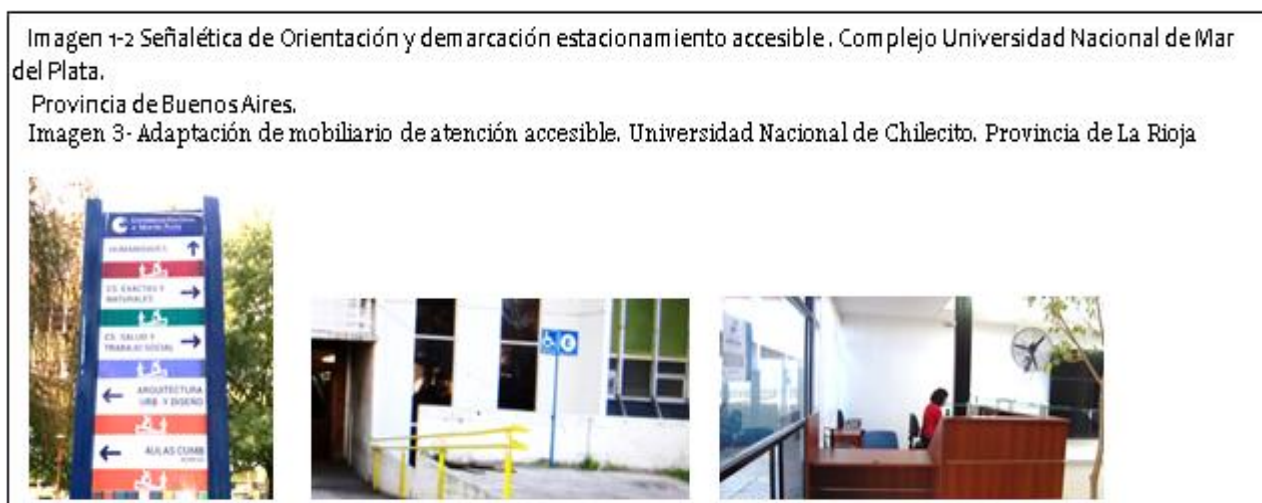 Imagen 1-2 Señalética de Orientación y demarcación estacionamiento accesible . Complejo Universidad Nacional de Mar
del Plata.
Provincia de Buenos Aires.
Imagen 3- Adaptación de mobiliario de atención accesible. Universidad Nacional de Chilecito. Provincia de La Rioja
HUMANIDADES
CS. EXACTAS Y
NATURALES
CS. SALUD Y
TRABAJO SOCIAL
ARQUITECTURA
URB. Y DISEÑO
AULAS CUMB
E